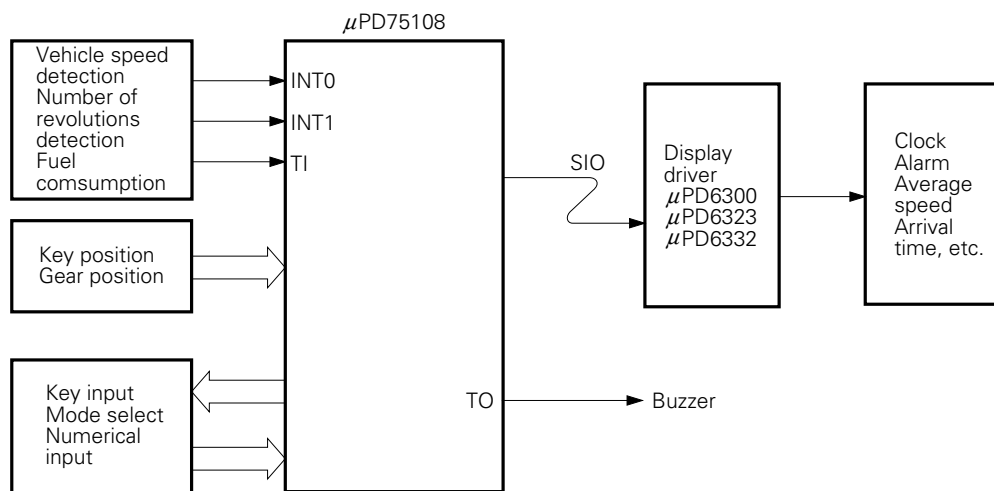 μPD75108
Vehicle speed
detection
Number of
revolutions
detection
Fuel
comsumption
INT0
INT1
TI
Key position
Gear position
Key input
Mode select
Numerical
input
SIO
TO
Display
driver
μPD6300
μPD6323
μPD6332
Clock
Alarm
Average
speed
Arrival
time, etc.
Buzzer